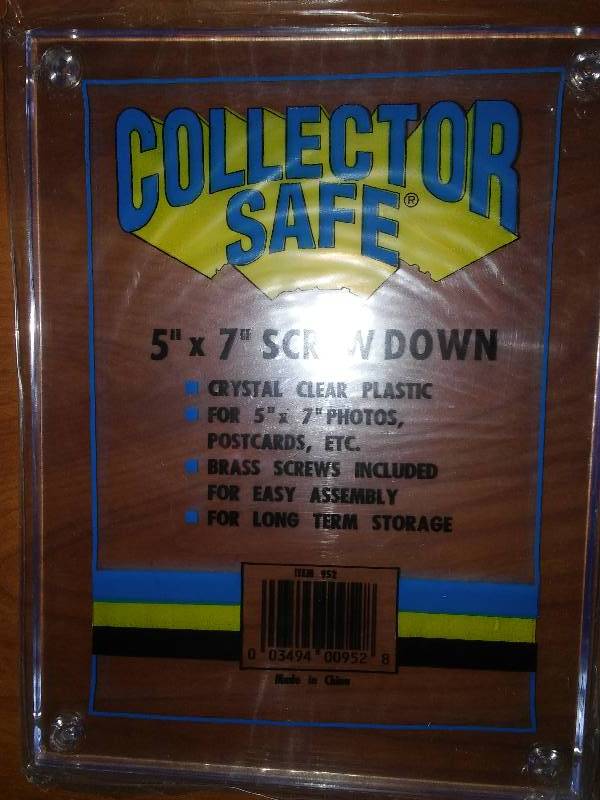 COLLECTOR
SAFE®
5" x 7" SCREW DOWN
CRYSTAL CLEAR PLASTIC
FOR 5" x 7" PHOTOS,
POSTCARDS, ETC.
BRASS SCREWS INCLUDED
FOR EASY ASSEMBLY
FOR LONG TERM STORAGE
ITEM 952
0 03494 00952 8
Made in China